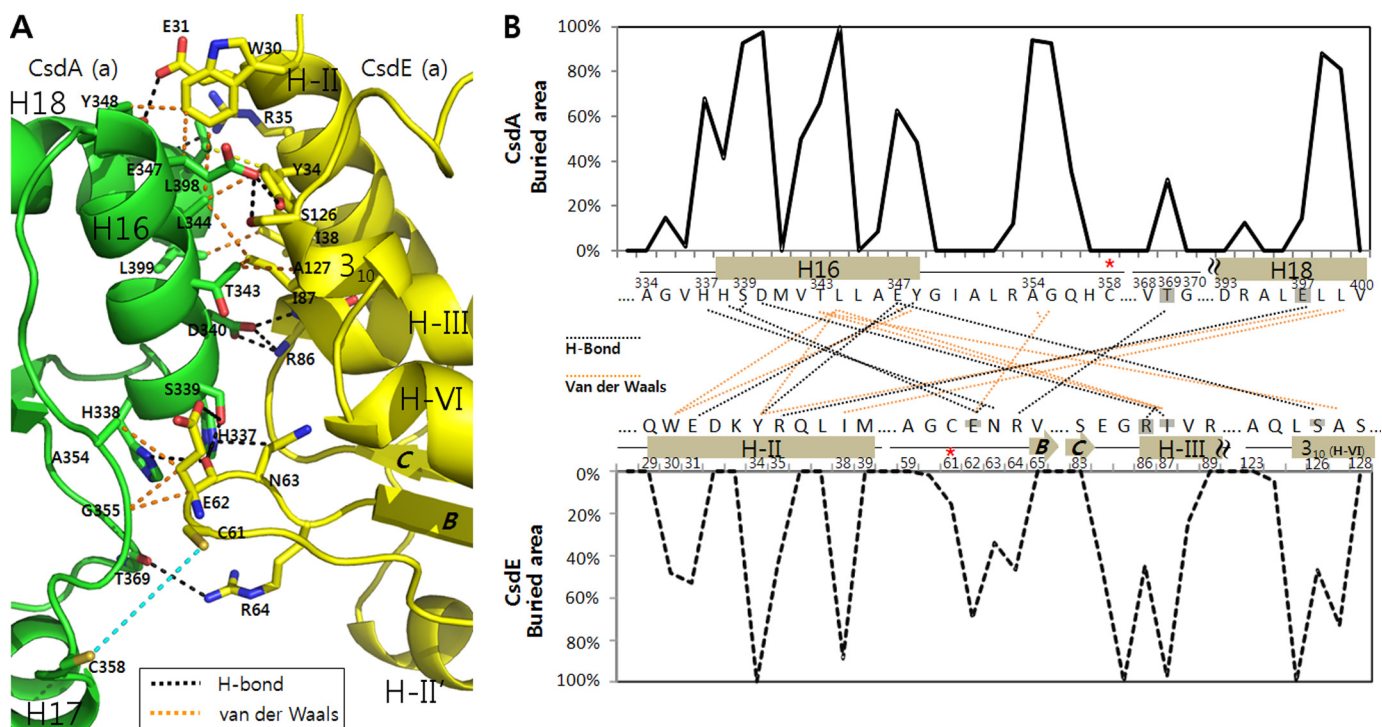 A
E31
W30
CsdA (a)
CsdE (a)
H-II
H18
Y348
R35
E347
L398
Y34
L344
S126
H16
I38
L399
A127
3₁₀
T343
I87
D340
R86
H-III
S339
H-VI
H338
H337
A354
N63
C
E62
G355
B
C61
T369
R64
C358
H-II'
H17
H-bond
van der Waals
B
CsdA
Buried area
100%
80%
60%
40%
20%
0%
H16
H18
*
334 337 339 343 347 354 358 368 369 370 393 397 400
.... A G V H H S D M V T L L A E Y G I A L R A G Q H C .... V T G .... D R A L E L L V
H-Bond
Van der Waals
.... Q W E D K Y R Q L I M .... A G C E N R V .... S E G R T V R .... A Q L S A S ....
H-II
*
B
C
H-III
3₁₀ (H-VI)
29 30 31 34 35 38 39 59 61 62 63 64 65 83 86 87 89 123 126 128
CsdE
Buried area
0%
20%
40%
60%
80%
100%